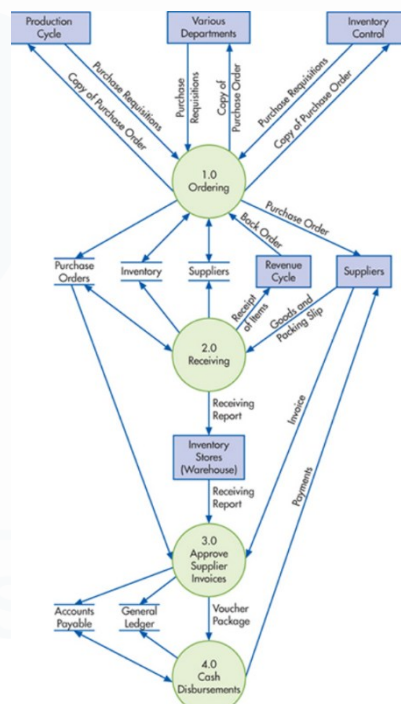 Production
Cycle
Various
Departments
Inventory
Control
Purchase Requisitions
Copy of Purchase Order
Purchase
Requisitions
Copy of
Purchase Order
Purchase Requisitions
Copy of Purchase Order
1.0
Ordering
Purchase Order
Back Order
Purchase
Orders
Inventory
Suppliers
Revenue
Cycle
Suppliers
Receipt
of Items
Goods and
Packing Slip
2.0
Receiving
Receiving
Report
Invoice
Payments
Inventory
Stores
(Warehouse)
Receiving
Report
3.0
Approve
Supplier
Invoices
Accounts
Payable
General
Ledger
Voucher
Package
4.0
Cash
Disbursements